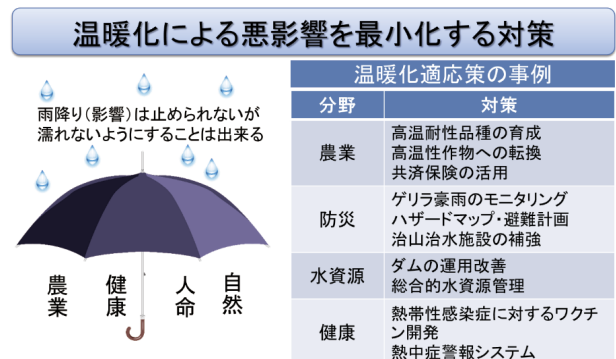 温暖化による悪影響を最小化する対策
雨降り(影響)は止められないが
濡れないようにすることは出来る
農業
健康
人命
自然
温暖化適応策の事例
分野
対策
農業
高温耐性品種の育成
高温性作物への転換
共済保険の活用
防災
ゲリラ豪雨のモニタリング
ハザードマップ・避難計画
治山治水施設の補強
水資源
ダムの運用改善
総合的水資源管理
健康
熱帯性感染症に対するワクチ
ン開発
熱中症警報システム